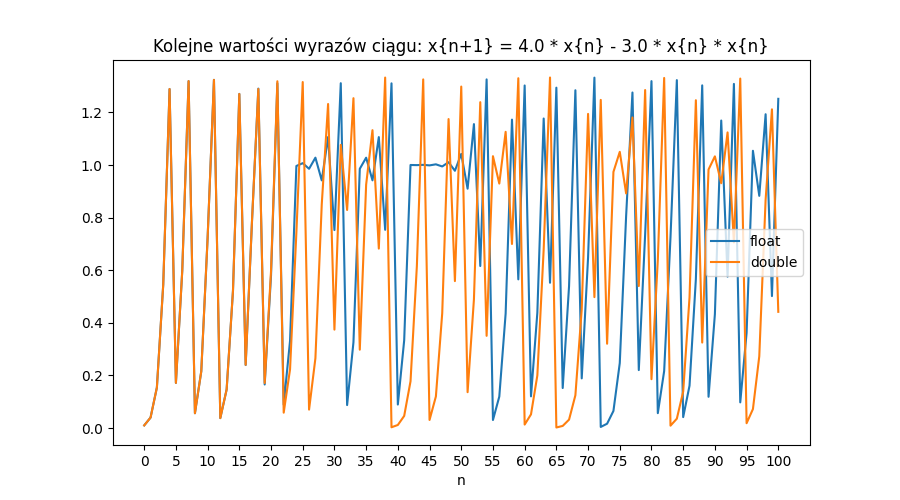 Kolejne wartości wyrazów ciągu: x{n+1} = 4.0 * x{n} - 3.0 * x{n} * x{n}
1.2
1.0
0.8
0.6
0.4
0.2
0.0
float
double
0 5 10 15 20 25 30 35 40 45 50 55 60 65 70 75 80 85 90 95 100
n